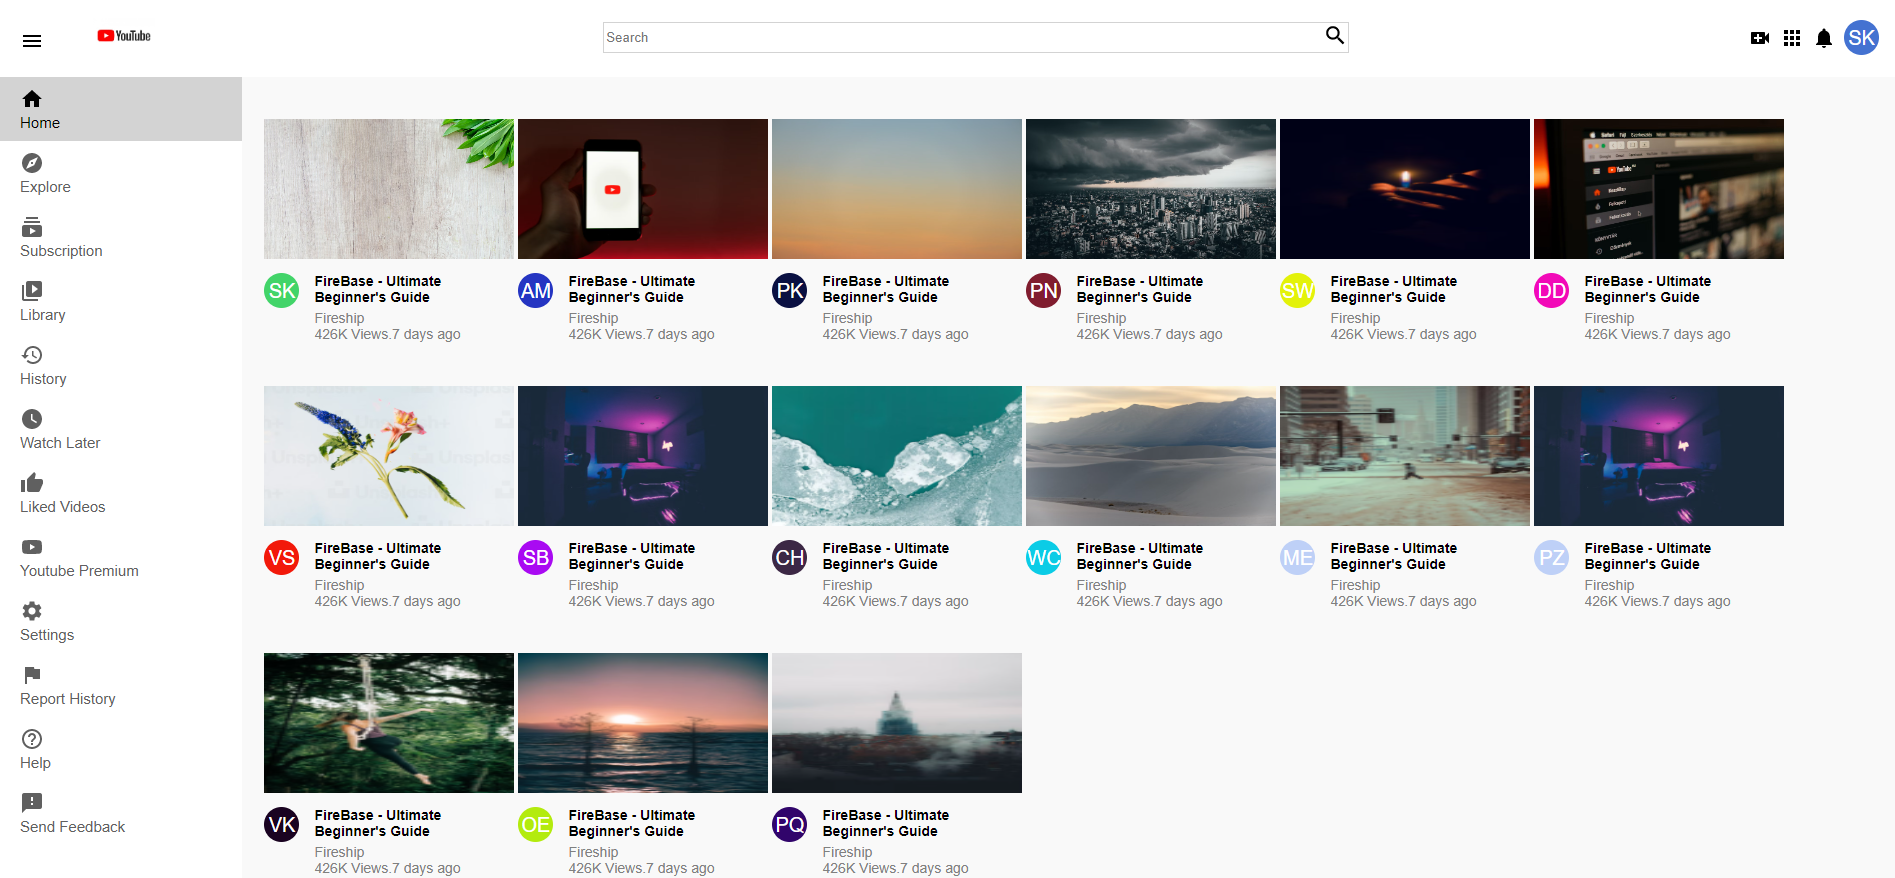 YouTube
Search
SK
Home
Explore
Subscription
Library
History
Watch Later
Liked Videos
Youtube Premium
Settings
Report History
Help
Send Feedback
SK
FireBase - Ultimate
Beginner's Guide
Fireship
426K Views.7 days ago
AM
FireBase - Ultimate
Beginner's Guide
Fireship
426K Views.7 days ago
PK
FireBase - Ultimate
Beginner's Guide
Fireship
426K Views.7 days ago
PN
FireBase - Ultimate
Beginner's Guide
Fireship
426K Views.7 days ago
SW
FireBase - Ultimate
Beginner's Guide
Fireship
426K Views.7 days ago
YouTube
DD
FireBase - Ultimate
Beginner's Guide
Fireship
426K Views.7 days ago
Unsplash
VS
FireBase - Ultimate
Beginner's Guide
Fireship
426K Views.7 days ago
SB
FireBase - Ultimate
Beginner's Guide
Fireship
426K Views.7 days ago
CH
FireBase - Ultimate
Beginner's Guide
Fireship
426K Views.7 days ago
WC
FireBase - Ultimate
Beginner's Guide
Fireship
426K Views.7 days ago
ME
FireBase - Ultimate
Beginner's Guide
Fireship
426K Views.7 days ago
PZ
FireBase - Ultimate
Beginner's Guide
Fireship
426K Views.7 days ago
VK
FireBase - Ultimate
Beginner's Guide
Fireship
426K Views.7 days ago
OE
FireBase - Ultimate
Beginner's Guide
Fireship
426K Views.7 days ago
PQ
FireBase - Ultimate
Beginner's Guide
Fireship
426K Views.7 days ago